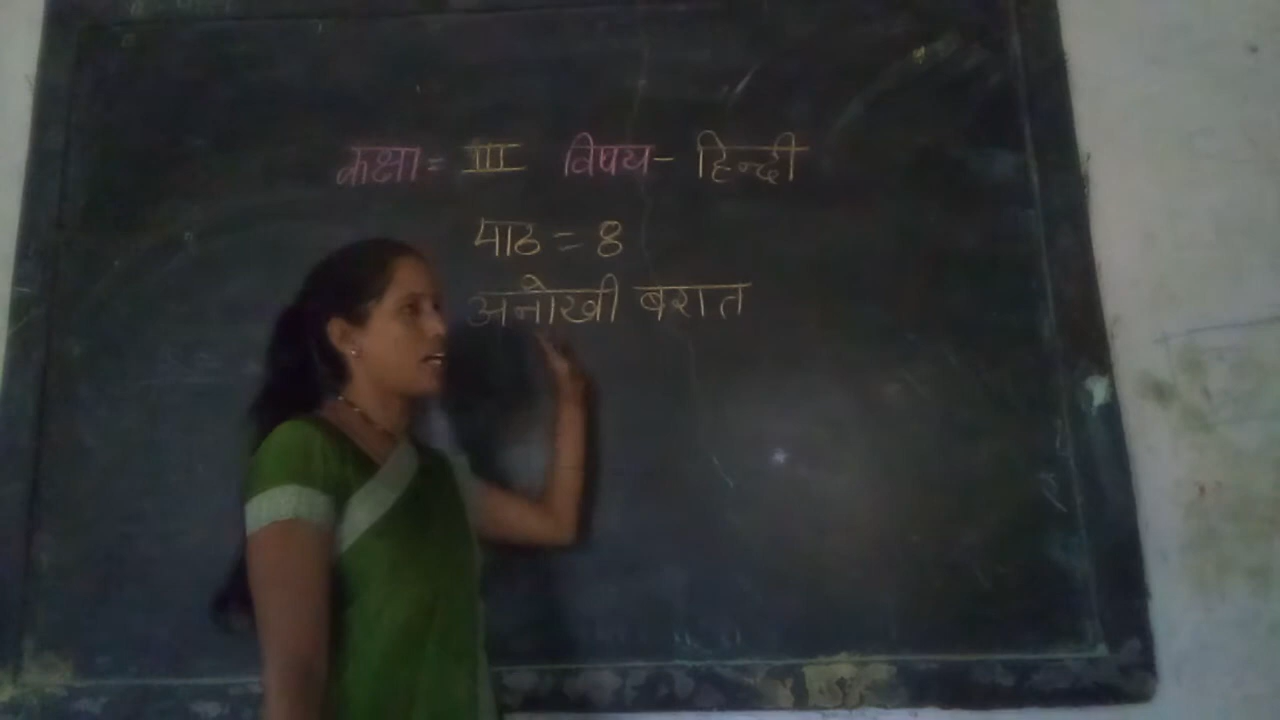 कक्षा = III विषय - हिन्दी
पाठ = 8
अनोखी बरात